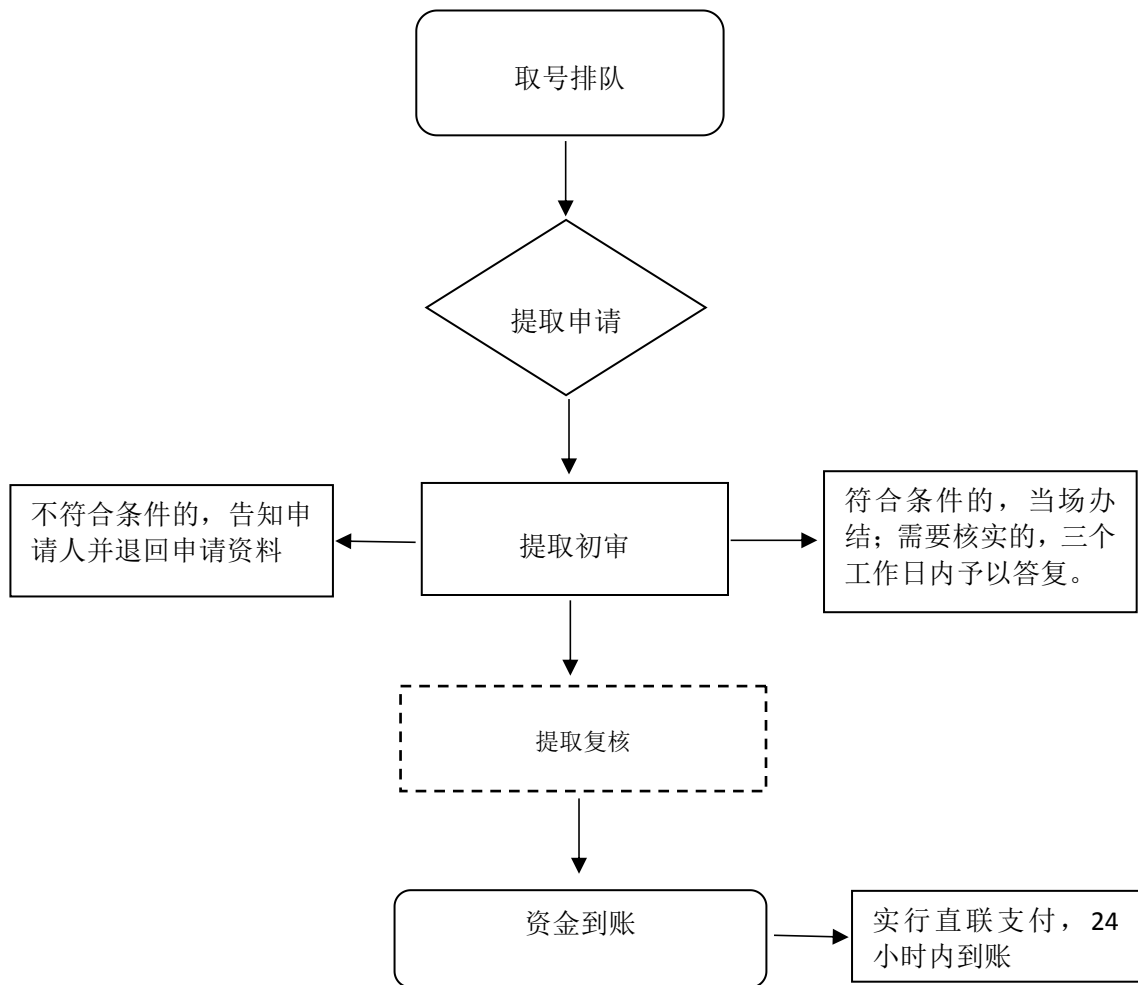 取号排队
提取申请
不符合条件的，告知申
请人并退回申请资料
提取初审
符合条件的，当场办
结；需要核实的，三个
工作日内予以答复。
提取复核
资金到账
实行直联支付，24
小时内到账